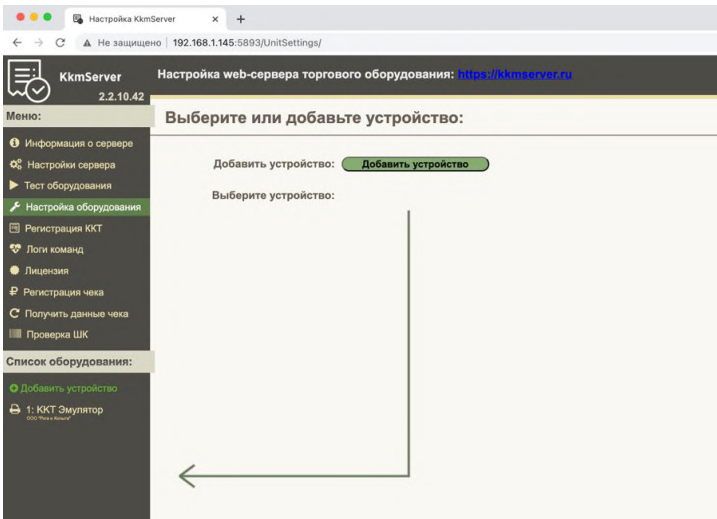 Настройка KkmServer
Не защищено 192.168.1.145:5893/UnitSettings/
KkmServer
2.2.10.42
Настройка web-сервера торгового оборудования: https://kkmserver.ru
Меню:
Выберите или добавьте устройство:
Информация о сервере
Настройки сервера
Тест оборудования
Настройка оборудования
Регистрация ККТ
Логи команд
Лицензия
Регистрация чека
Получить данные чека
Проверка ШК
Добавить устройство: Добавить устройство
Выберите устройство:
Список оборудования:
Добавить устройство
1: ККТ Эмулятор
ООО "Рога и Копыта"